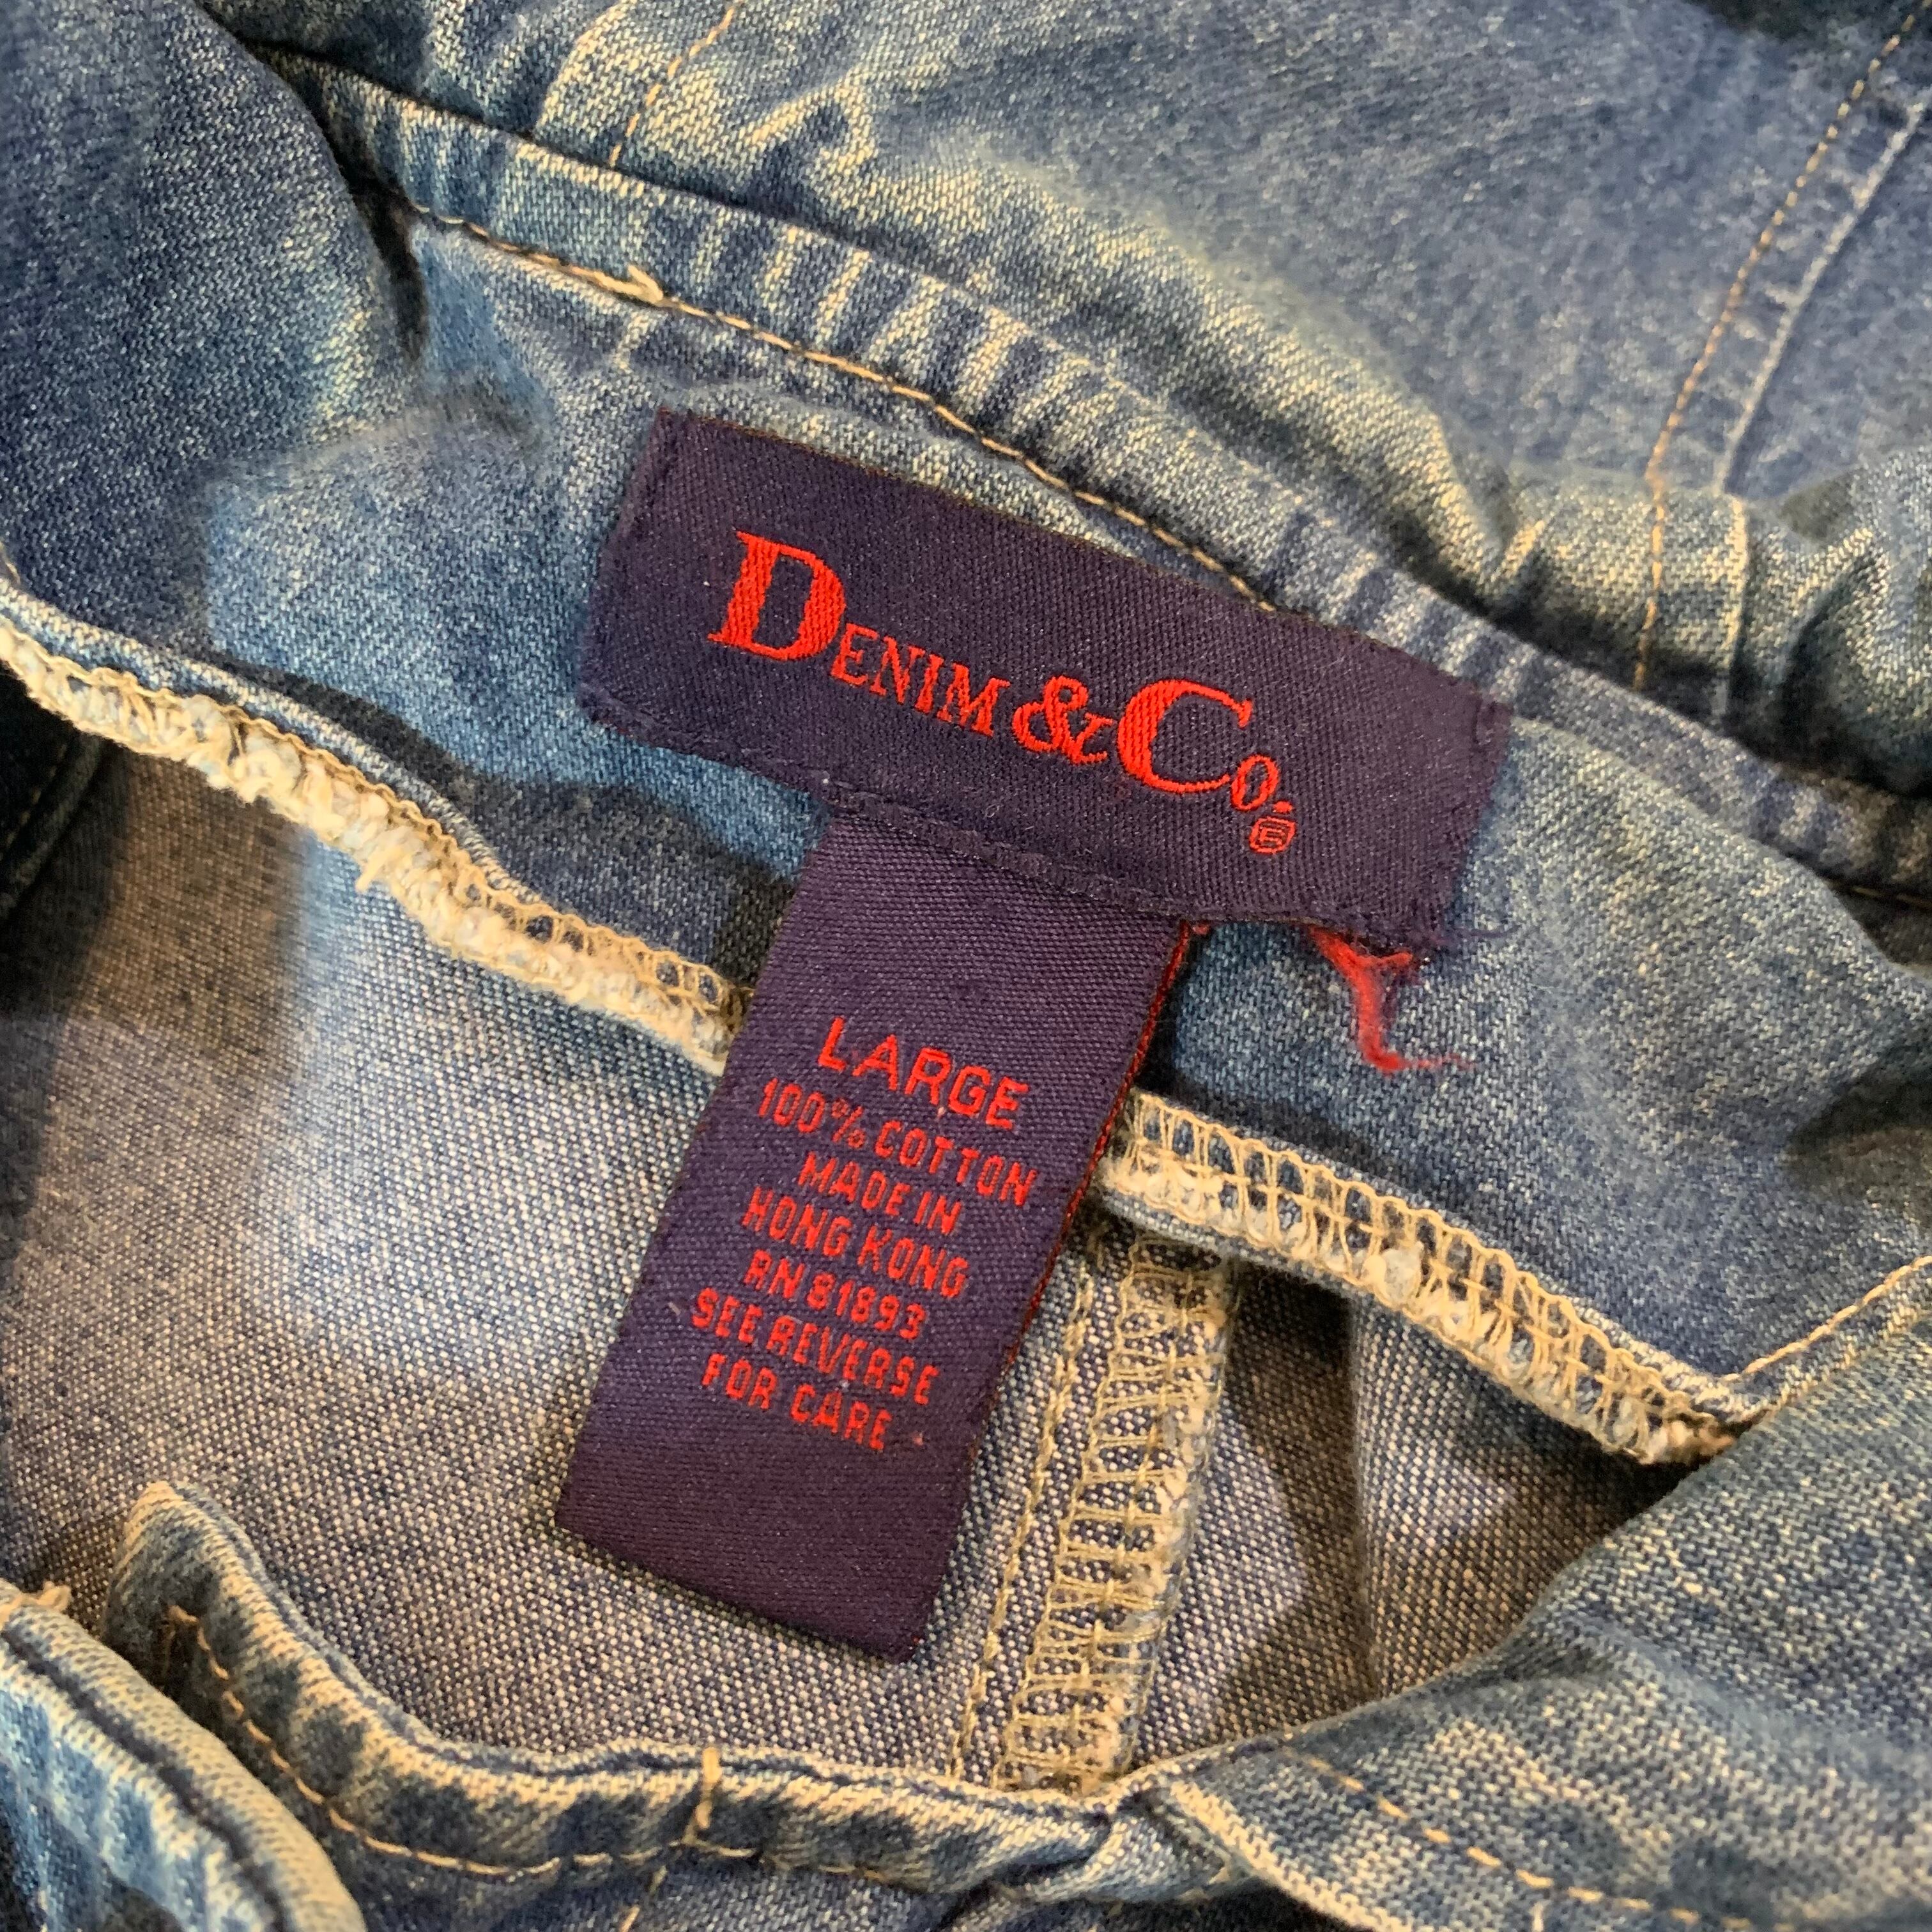 DENIM & CO.®
LARGE
100% COTTON
MADE IN
HONG KONG
RN 81893
SEE REVERSE
FOR CARE